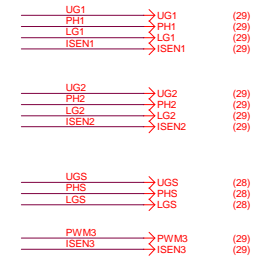 UG1 UG1 (29)
PH1 PH1 (29)
LG1 LG1 (29)
ISEN1 ISEN1 (29)
UG2 UG2 (29)
PH2 PH2 (29)
LG2 LG2 (29)
ISEN2 ISEN2 (29)
UGS UGS (28)
PHS PHS (28)
LGS LGS (28)
PWM3 PWM3 (29)
ISEN3 ISEN3 (29)